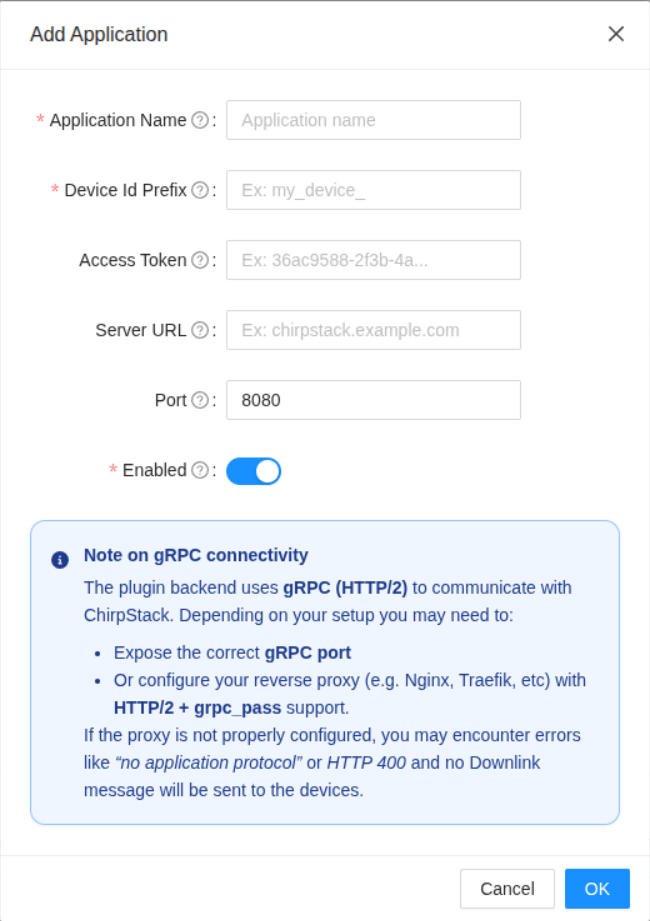 Add Application
* Application Name ? : Application name
* Device Id Prefix ? : Ex: my_device_
Access Token ? : Ex: 36ac9588-2f3b-4a...
Server URL ? : Ex: chirpstack.example.com
Port ? : 8080
* Enabled ? :
Note on gRPC connectivity
The plugin backend uses gRPC (HTTP/2) to communicate with
ChirpStack. Depending on your setup you may need to:
• Expose the correct gRPC port
• Or configure your reverse proxy (e.g. Nginx, Traefik, etc) with
HTTP/2 + grpc_pass support.
If the proxy is not properly configured, you may encounter errors
like “no application protocol” or HTTP 400 and no Downlink
message will be sent to the devices.
Cancel OK